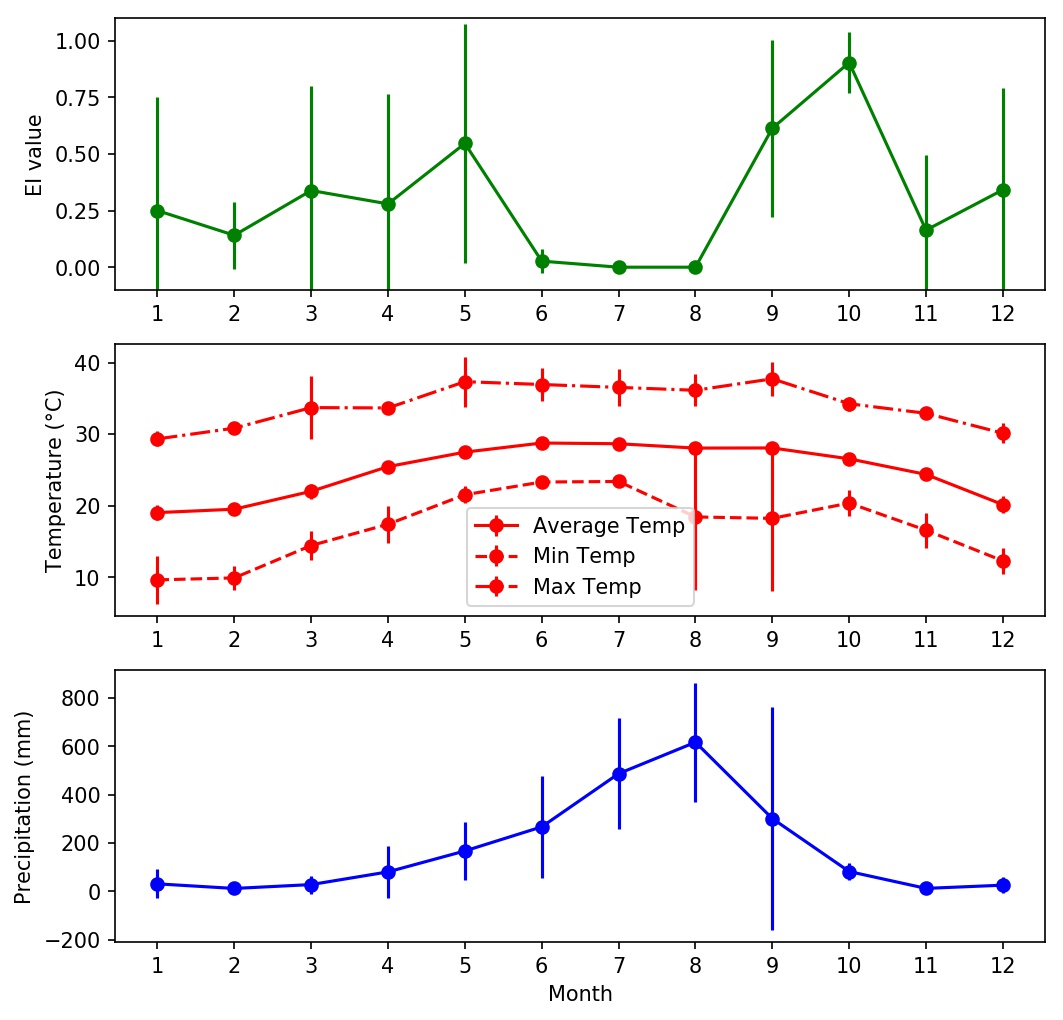 1.00
0.75
0.50
0.25
0.00
EI value
1 2 3 4 5 6 7 8 9 10 11 12
40
30
20
10
Temperature (°C)
Average Temp
Min Temp
Max Temp
1 2 3 4 5 6 7 8 9 10 11 12
800
600
400
200
0
−200
Precipitation (mm)
1 2 3 4 5 6 7 8 9 10 11 12
Month